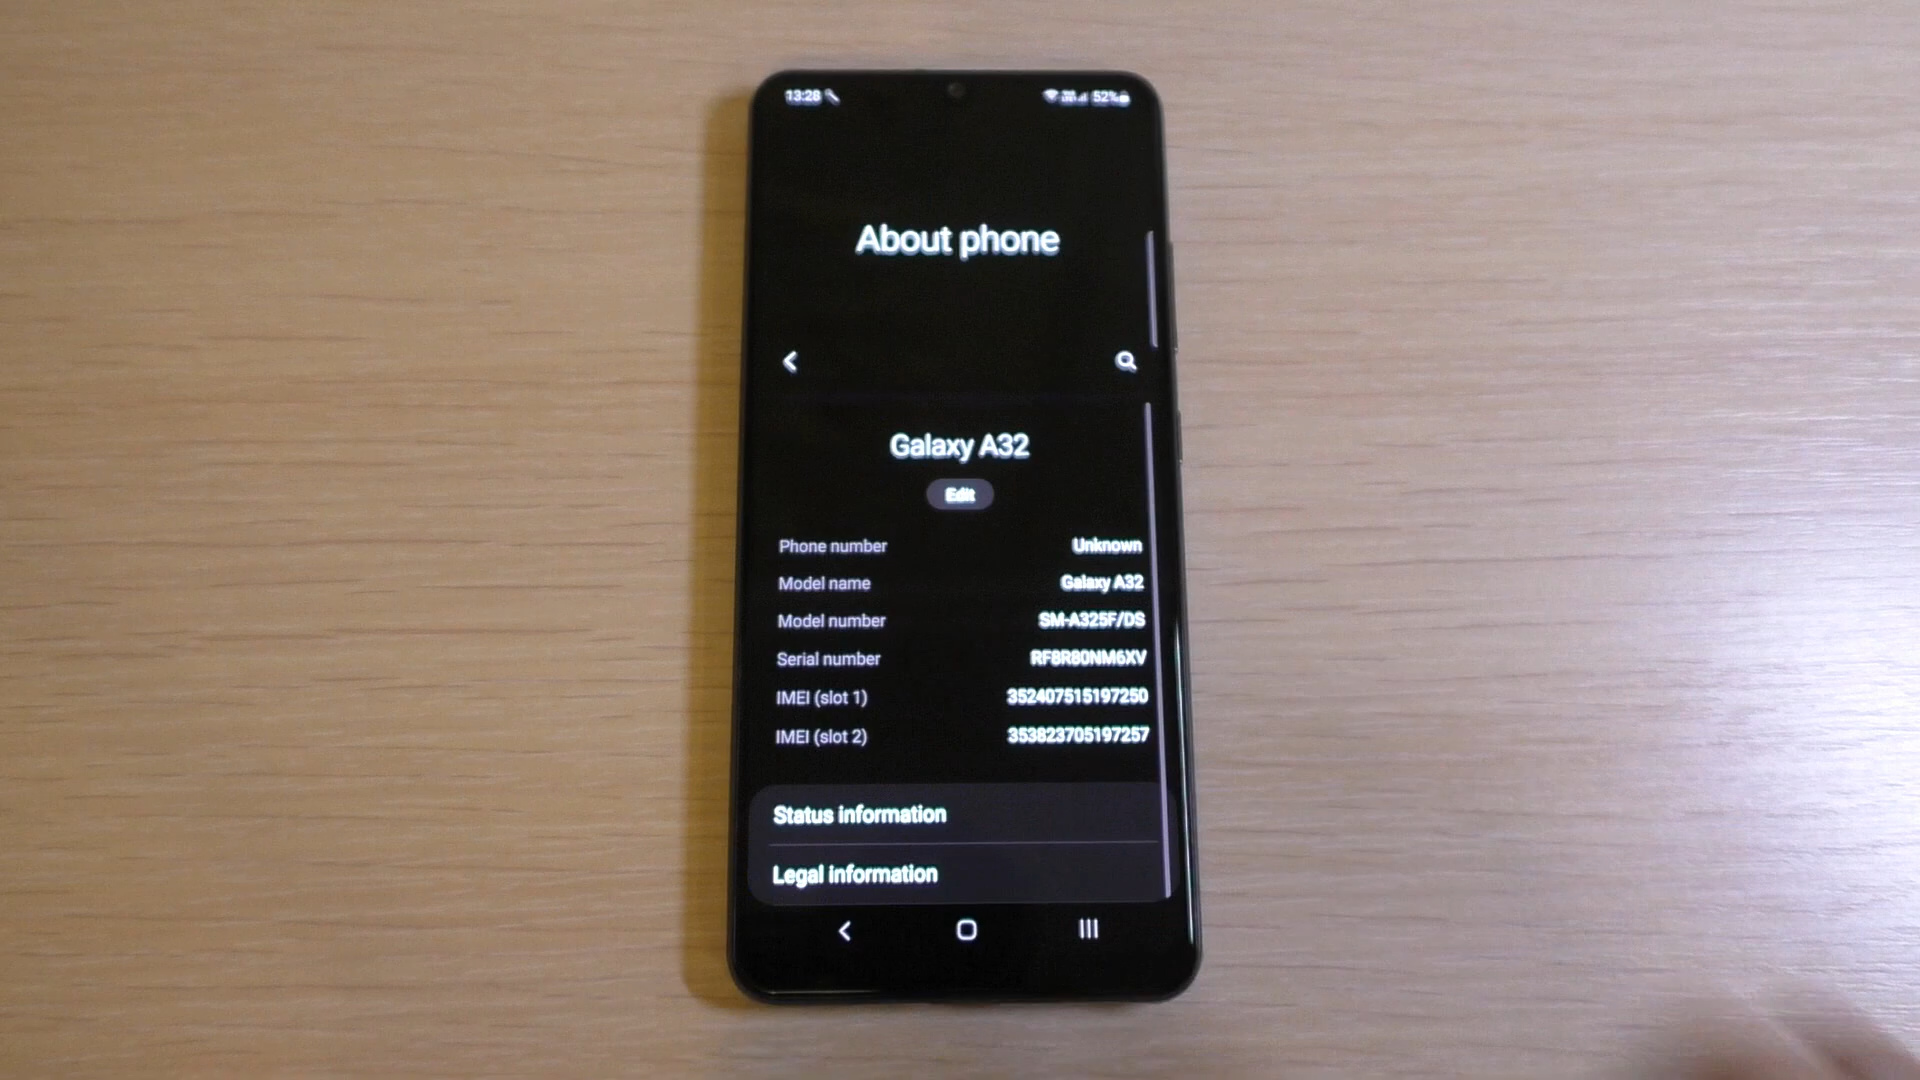 13:28 52%
About phone
Galaxy A32
Edit
Phone number Unknown
Model name Galaxy A32
Model number SM-A325F/DS
Serial number RF8R80NM6XV
IMEI (slot 1) 352407515197250
IMEI (slot 2) 353823705197257
Status information
Legal information